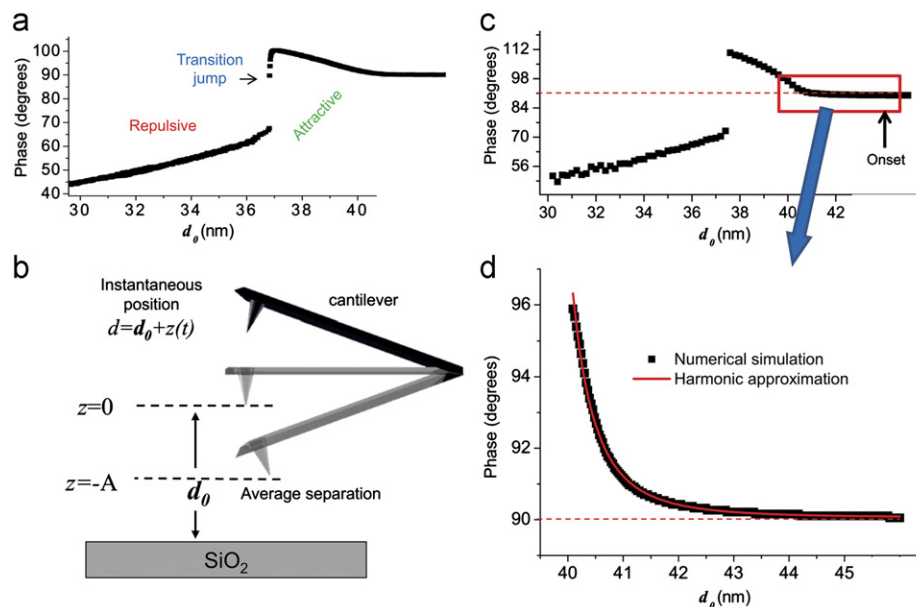 a
Phase (degrees)
100
90
80
70
60
50
40
Transition
jump
Repulsive
Attractive
30
32
34
36
38
40
d₀(nm)
b
Instantaneous
position
d=d₀+z(t)
cantilever
z=0
z=-A
d₀
Average separation
SiO₂
c
Phase (degrees)
112
98
84
70
56
Onset
30
32
34
36
38
40
42
d₀(nm)
d
Phase (degrees)
96
94
92
90
Numerical simulation
Harmonic approximation
40
41
42
43
44
45
d₀(nm)